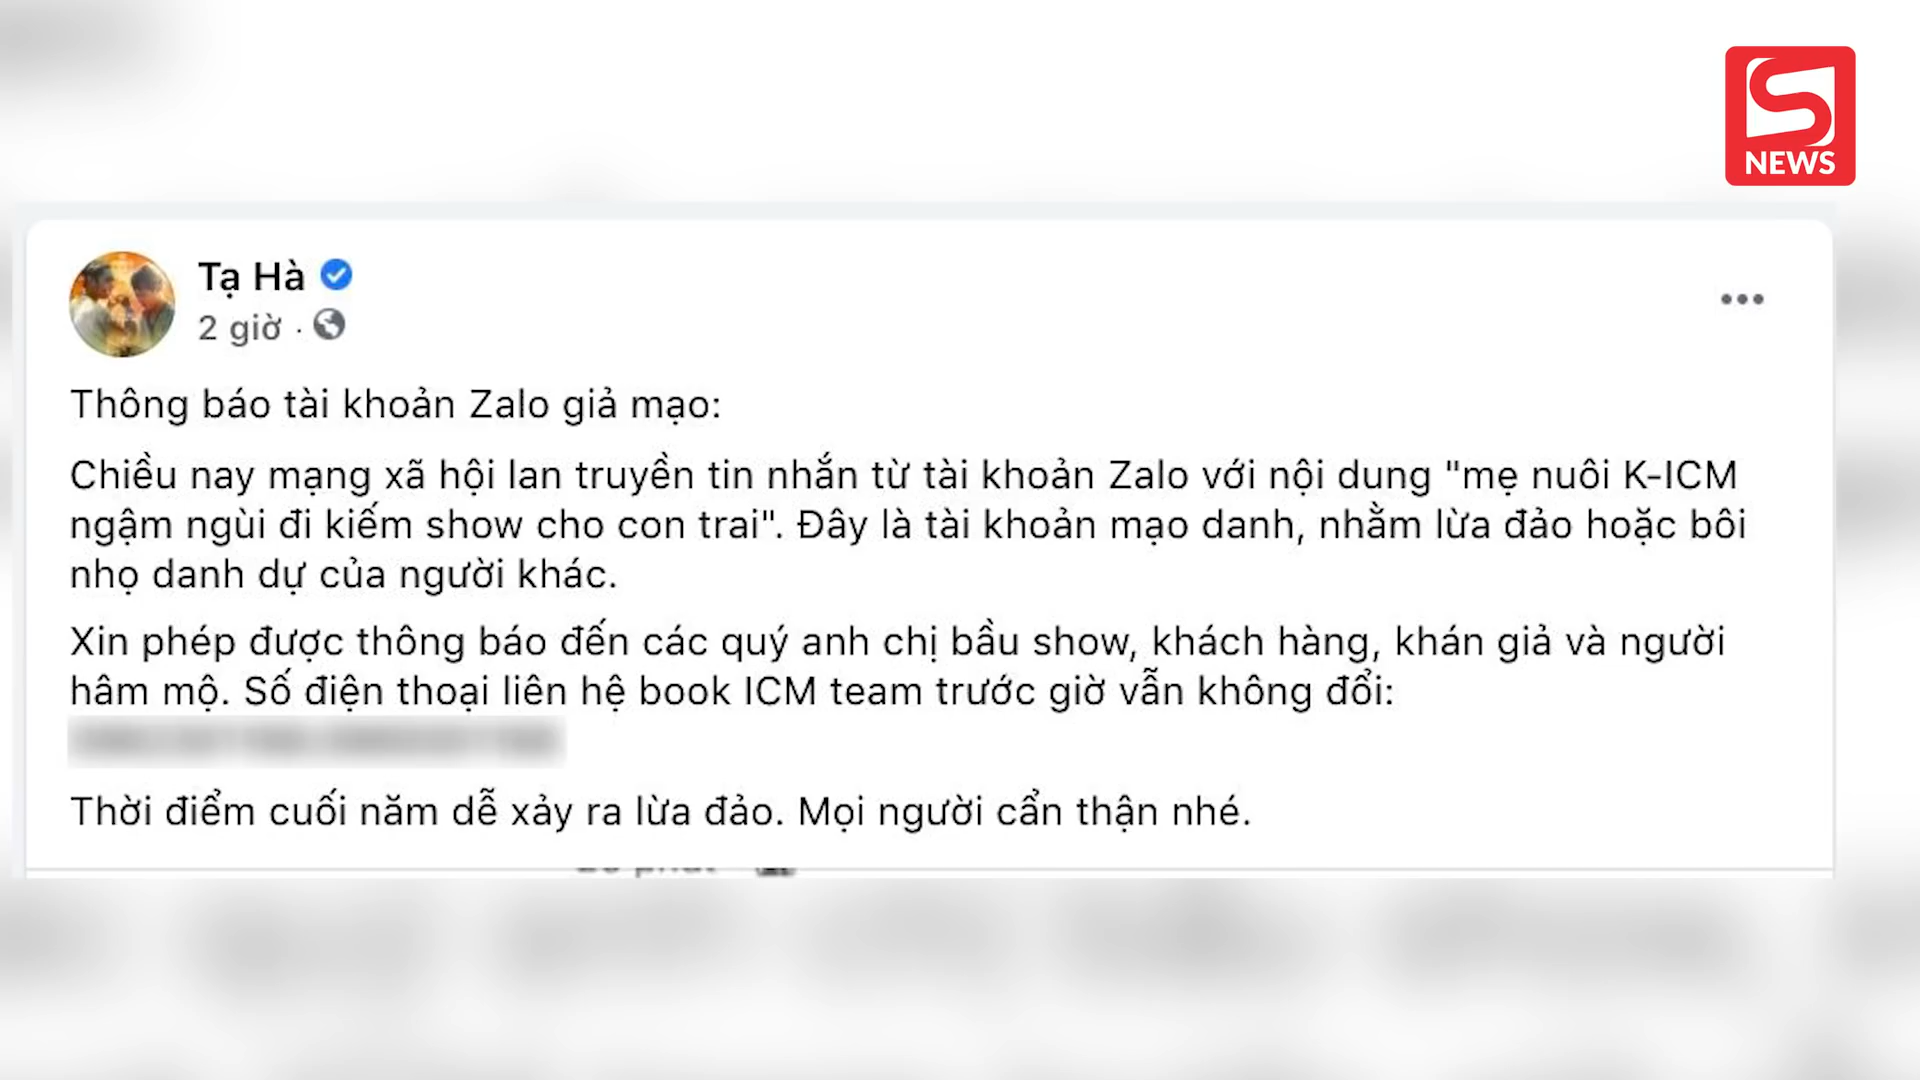 S
NEWS
Tạ Hà
2 giờ ·
Thông báo tài khoản Zalo giả mạo:
Chiều nay mạng xã hội lan truyền tin nhắn từ tài khoản Zalo với nội dung "mẹ nuôi K-ICM
ngậm ngùi đi kiếm show cho con trai". Đây là tài khoản mạo danh, nhằm lừa đảo hoặc bôi
nhọ danh dự của người khác.
Xin phép được thông báo đến các quý anh chị bầu show, khách hàng, khán giả và người
hâm mộ. Số điện thoại liên hệ book ICM team trước giờ vẫn không đổi:
Thời điểm cuối năm dễ xảy ra lừa đảo. Mọi người cẩn thận nhé.